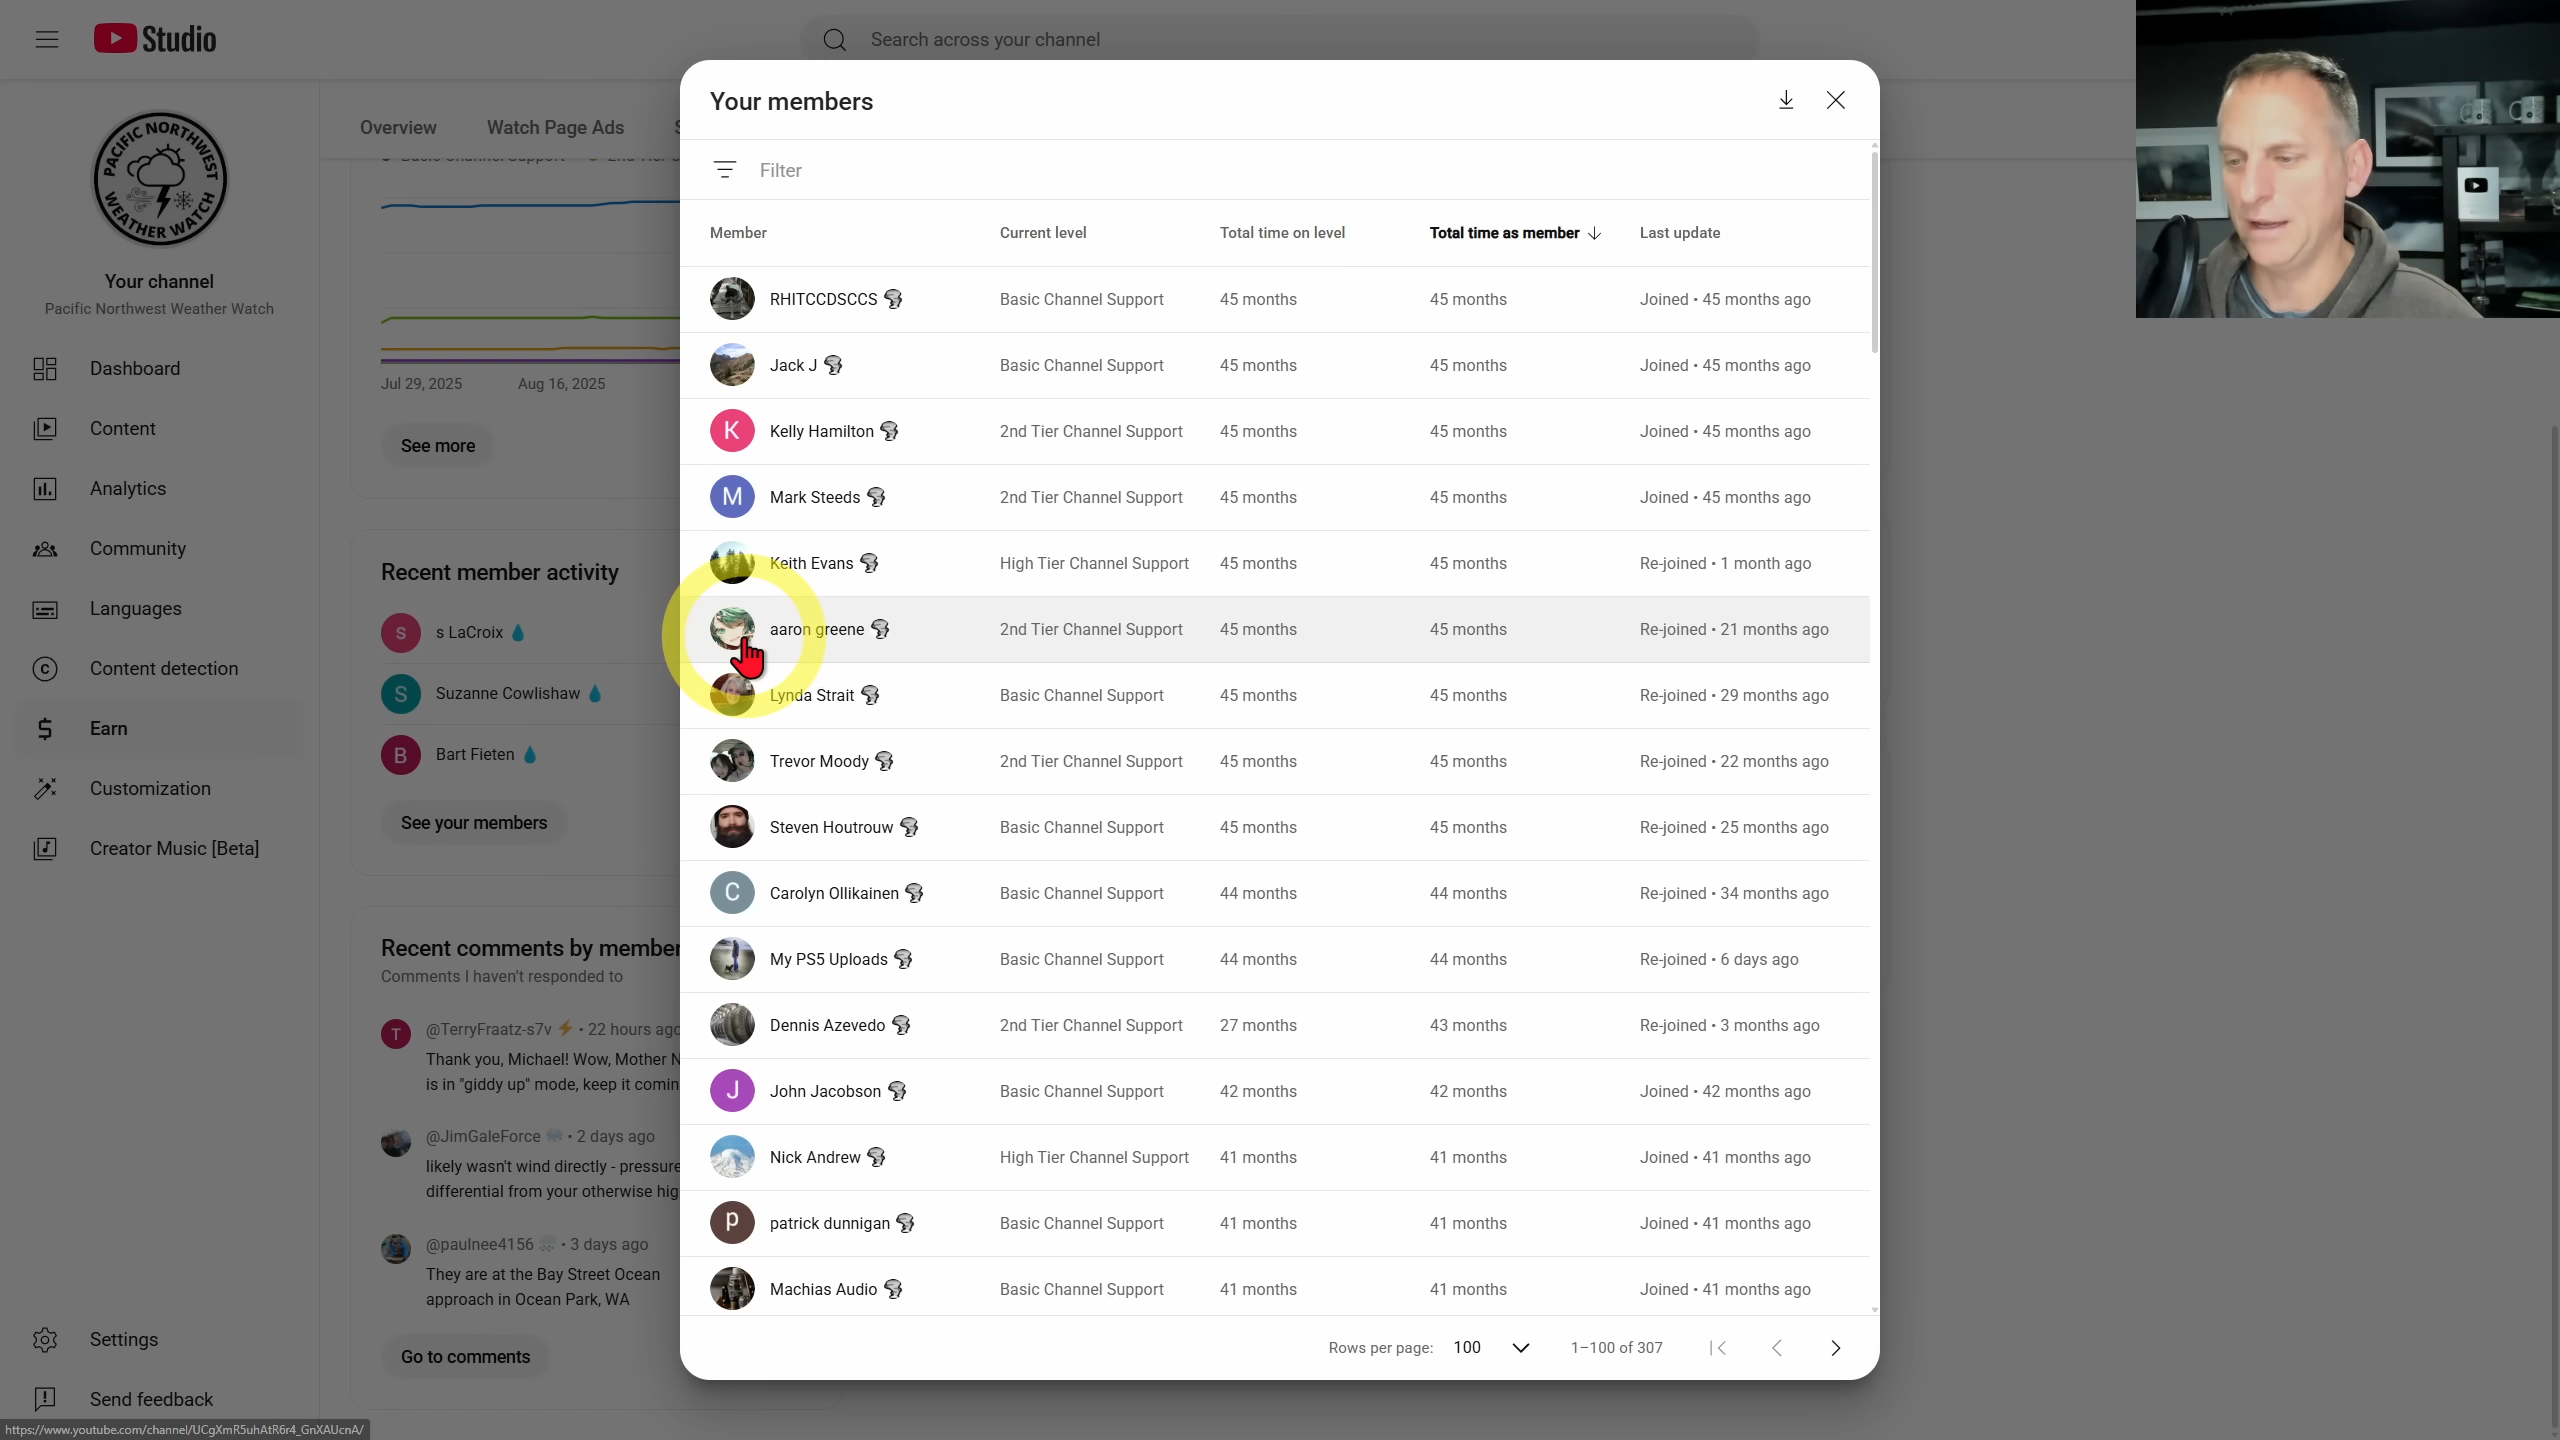 Studio
Search across your channel
PACIFIC NORTHWEST
WEATHER WATCH
Your channel
Pacific Northwest Weather Watch
Dashboard
Content
Analytics
Community
Languages
Content detection
Earn
Customization
Creator Music [Beta]
Settings
Send feedback
Overview
Watch Page Ads
Jul 29, 2025
Aug 16, 2025
See more
Recent member activity
s
s LaCroix
S
Suzanne Cowlishaw
B
Bart Fieten
See your members
Recent comments by member
Comments I haven't responded to
T
@TerryFraatz-s7v • 22 hours ago
Thank you, Michael! Wow, Mother N
is in "giddy up" mode, keep it comin
@JimGaleForce • 2 days ago
likely wasn't wind directly - pressure
differential from your otherwise hig
@paulnee4156 • 3 days ago
They are at the Bay Street Ocean
approach in Ocean Park, WA
Go to comments
Your members
Filter
Member Current level Total time on level Total time as member Last update
RHITCCDSCCS Basic Channel Support 45 months 45 months Joined • 45 months ago
Jack J Basic Channel Support 45 months 45 months Joined • 45 months ago
K Kelly Hamilton 2nd Tier Channel Support 45 months 45 months Joined • 45 months ago
M Mark Steeds 2nd Tier Channel Support 45 months 45 months Joined • 45 months ago
Keith Evans High Tier Channel Support 45 months 45 months Re-joined • 1 month ago
aaron greene 2nd Tier Channel Support 45 months 45 months Re-joined • 21 months ago
Lynda Strait Basic Channel Support 45 months 45 months Re-joined • 29 months ago
Trevor Moody 2nd Tier Channel Support 45 months 45 months Re-joined • 22 months ago
Steven Houtrouw Basic Channel Support 45 months 45 months Re-joined • 25 months ago
C Carolyn Ollikainen Basic Channel Support 44 months 44 months Re-joined • 34 months ago
My PS5 Uploads Basic Channel Support 44 months 44 months Re-joined • 6 days ago
Dennis Azevedo 2nd Tier Channel Support 27 months 43 months Re-joined • 3 months ago
J John Jacobson Basic Channel Support 42 months 42 months Joined • 42 months ago
Nick Andrew High Tier Channel Support 41 months 41 months Joined • 41 months ago
p patrick dunnigan Basic Channel Support 41 months 41 months Joined • 41 months ago
Machias Audio Basic Channel Support 41 months 41 months Joined • 41 months ago
Rows per page: 100 1–100 of 307
https://www.youtube.com/channel/UCgXmR5uhAtR6r4_GnXAUcnA/